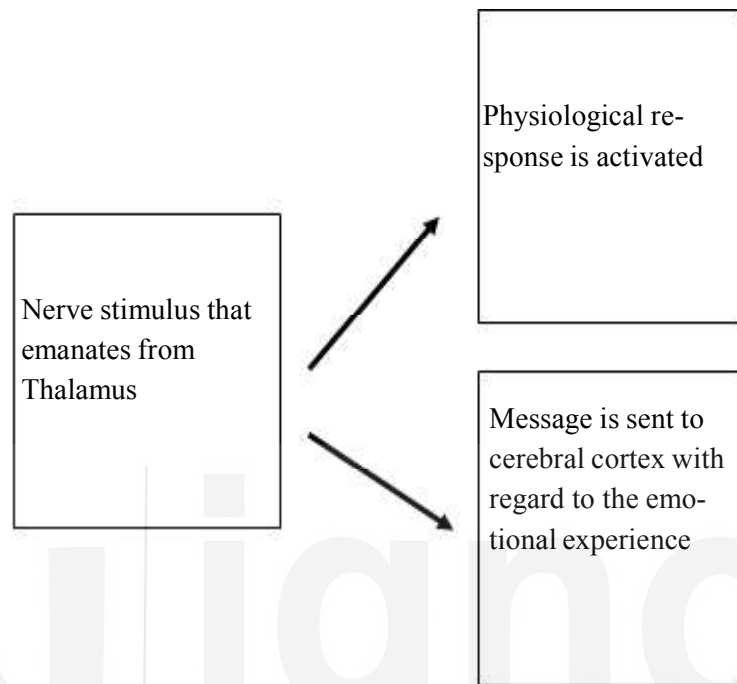 Physiological re-
sponse is activated
Nerve stimulus that
emanates from
Thalamus
Message is sent to
cerebral cortex with
regard to the emo-
tional experience